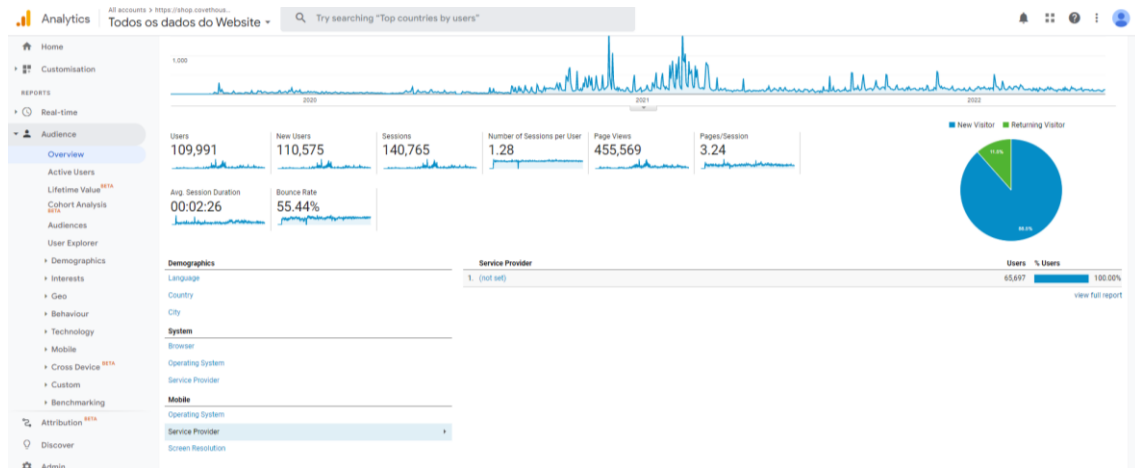 All accounts > https://shop.covethous...
Analytics
Todos os dados do Website
Try searching "Top countries by users"
Home
Customisation
REPORTS
Real-time
Audience
Overview
Active Users
Lifetime Value BETA
Cohort Analysis
BETA
Audiences
User Explorer
Demographics
Interests
Geo
Behaviour
Technology
Mobile
Cross Device BETA
Custom
Benchmarking
Attribution BETA
Discover
Admin
1,000
2020 2021 2022
New Visitor Returning Visitor
Users New Users Sessions Number of Sessions per User Page Views Pages/Session
109,991 110,575 140,765 1.28 455,569 3.24
Avg. Session Duration Bounce Rate
00:02:26 55.44%
Demographics
Language
Country
City
System
Browser
Operating System
Service Provider
Mobile
Operating System
Service Provider
Screen Resolution
Service Provider Users % Users
1. (not set) 65,697 100.00%
view full report